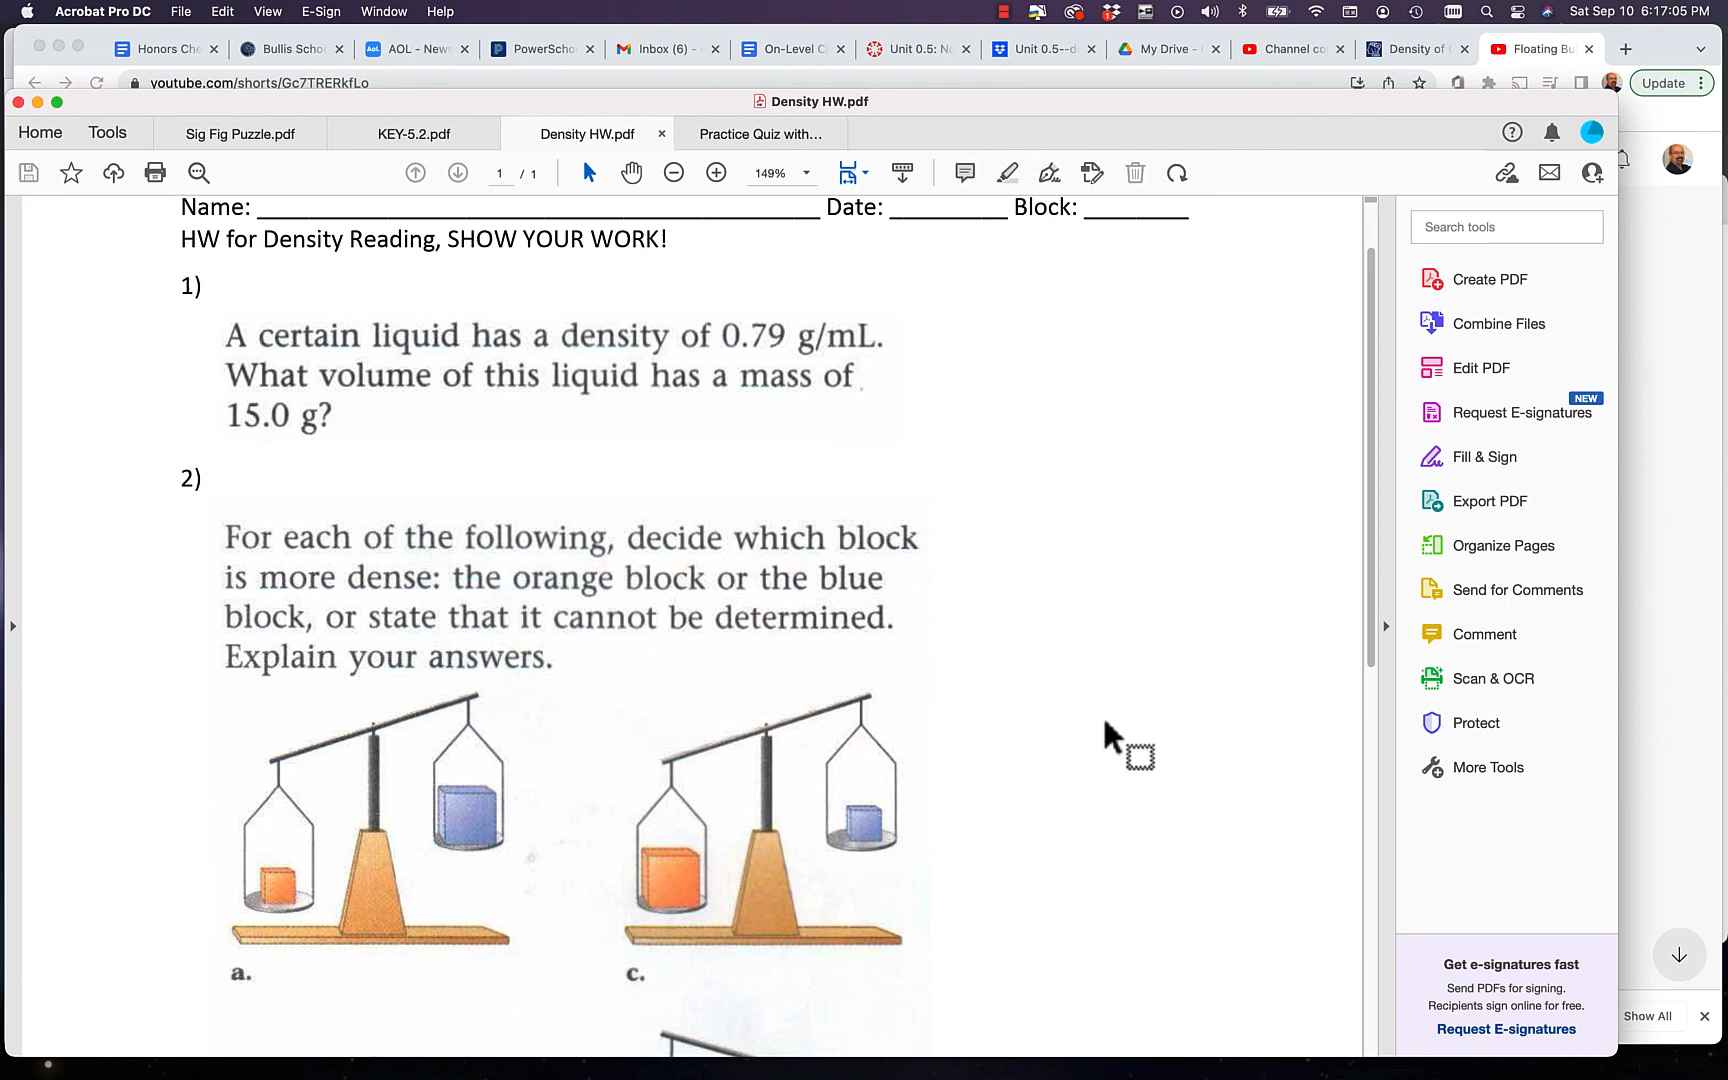 Acrobat Pro DC File Edit View E-Sign Window Help Sat Sep 10 6:17:05 PM
Honors Che Bullis Schoo AOL - News PowerScho Inbox (6) - On-Level C Unit 0.5: No Unit 0.5--d My Drive - Channel co Density of Floating Bu
youtube.com/shorts/Gc7TRERkfLo Update
Density HW.pdf
Home Tools Sig Fig Puzzle.pdf KEY-5.2.pdf Density HW.pdf Practice Quiz with...
1 / 1 149%
Name: Date: Block:
HW for Density Reading, SHOW YOUR WORK!
1)
A certain liquid has a density of 0.79 g/mL.
What volume of this liquid has a mass of
15.0 g?
2)
For each of the following, decide which block
is more dense: the orange block or the blue
block, or state that it cannot be determined.
Explain your answers.
a. c.
Search tools
Create PDF
Combine Files
Edit PDF
NEW
Request E-signatures
Fill & Sign
Export PDF
Organize Pages
Send for Comments
Comment
Scan & OCR
Protect
More Tools
Get e-signatures fast
Send PDFs for signing.
Recipients sign online for free.
Request E-signatures
Show All